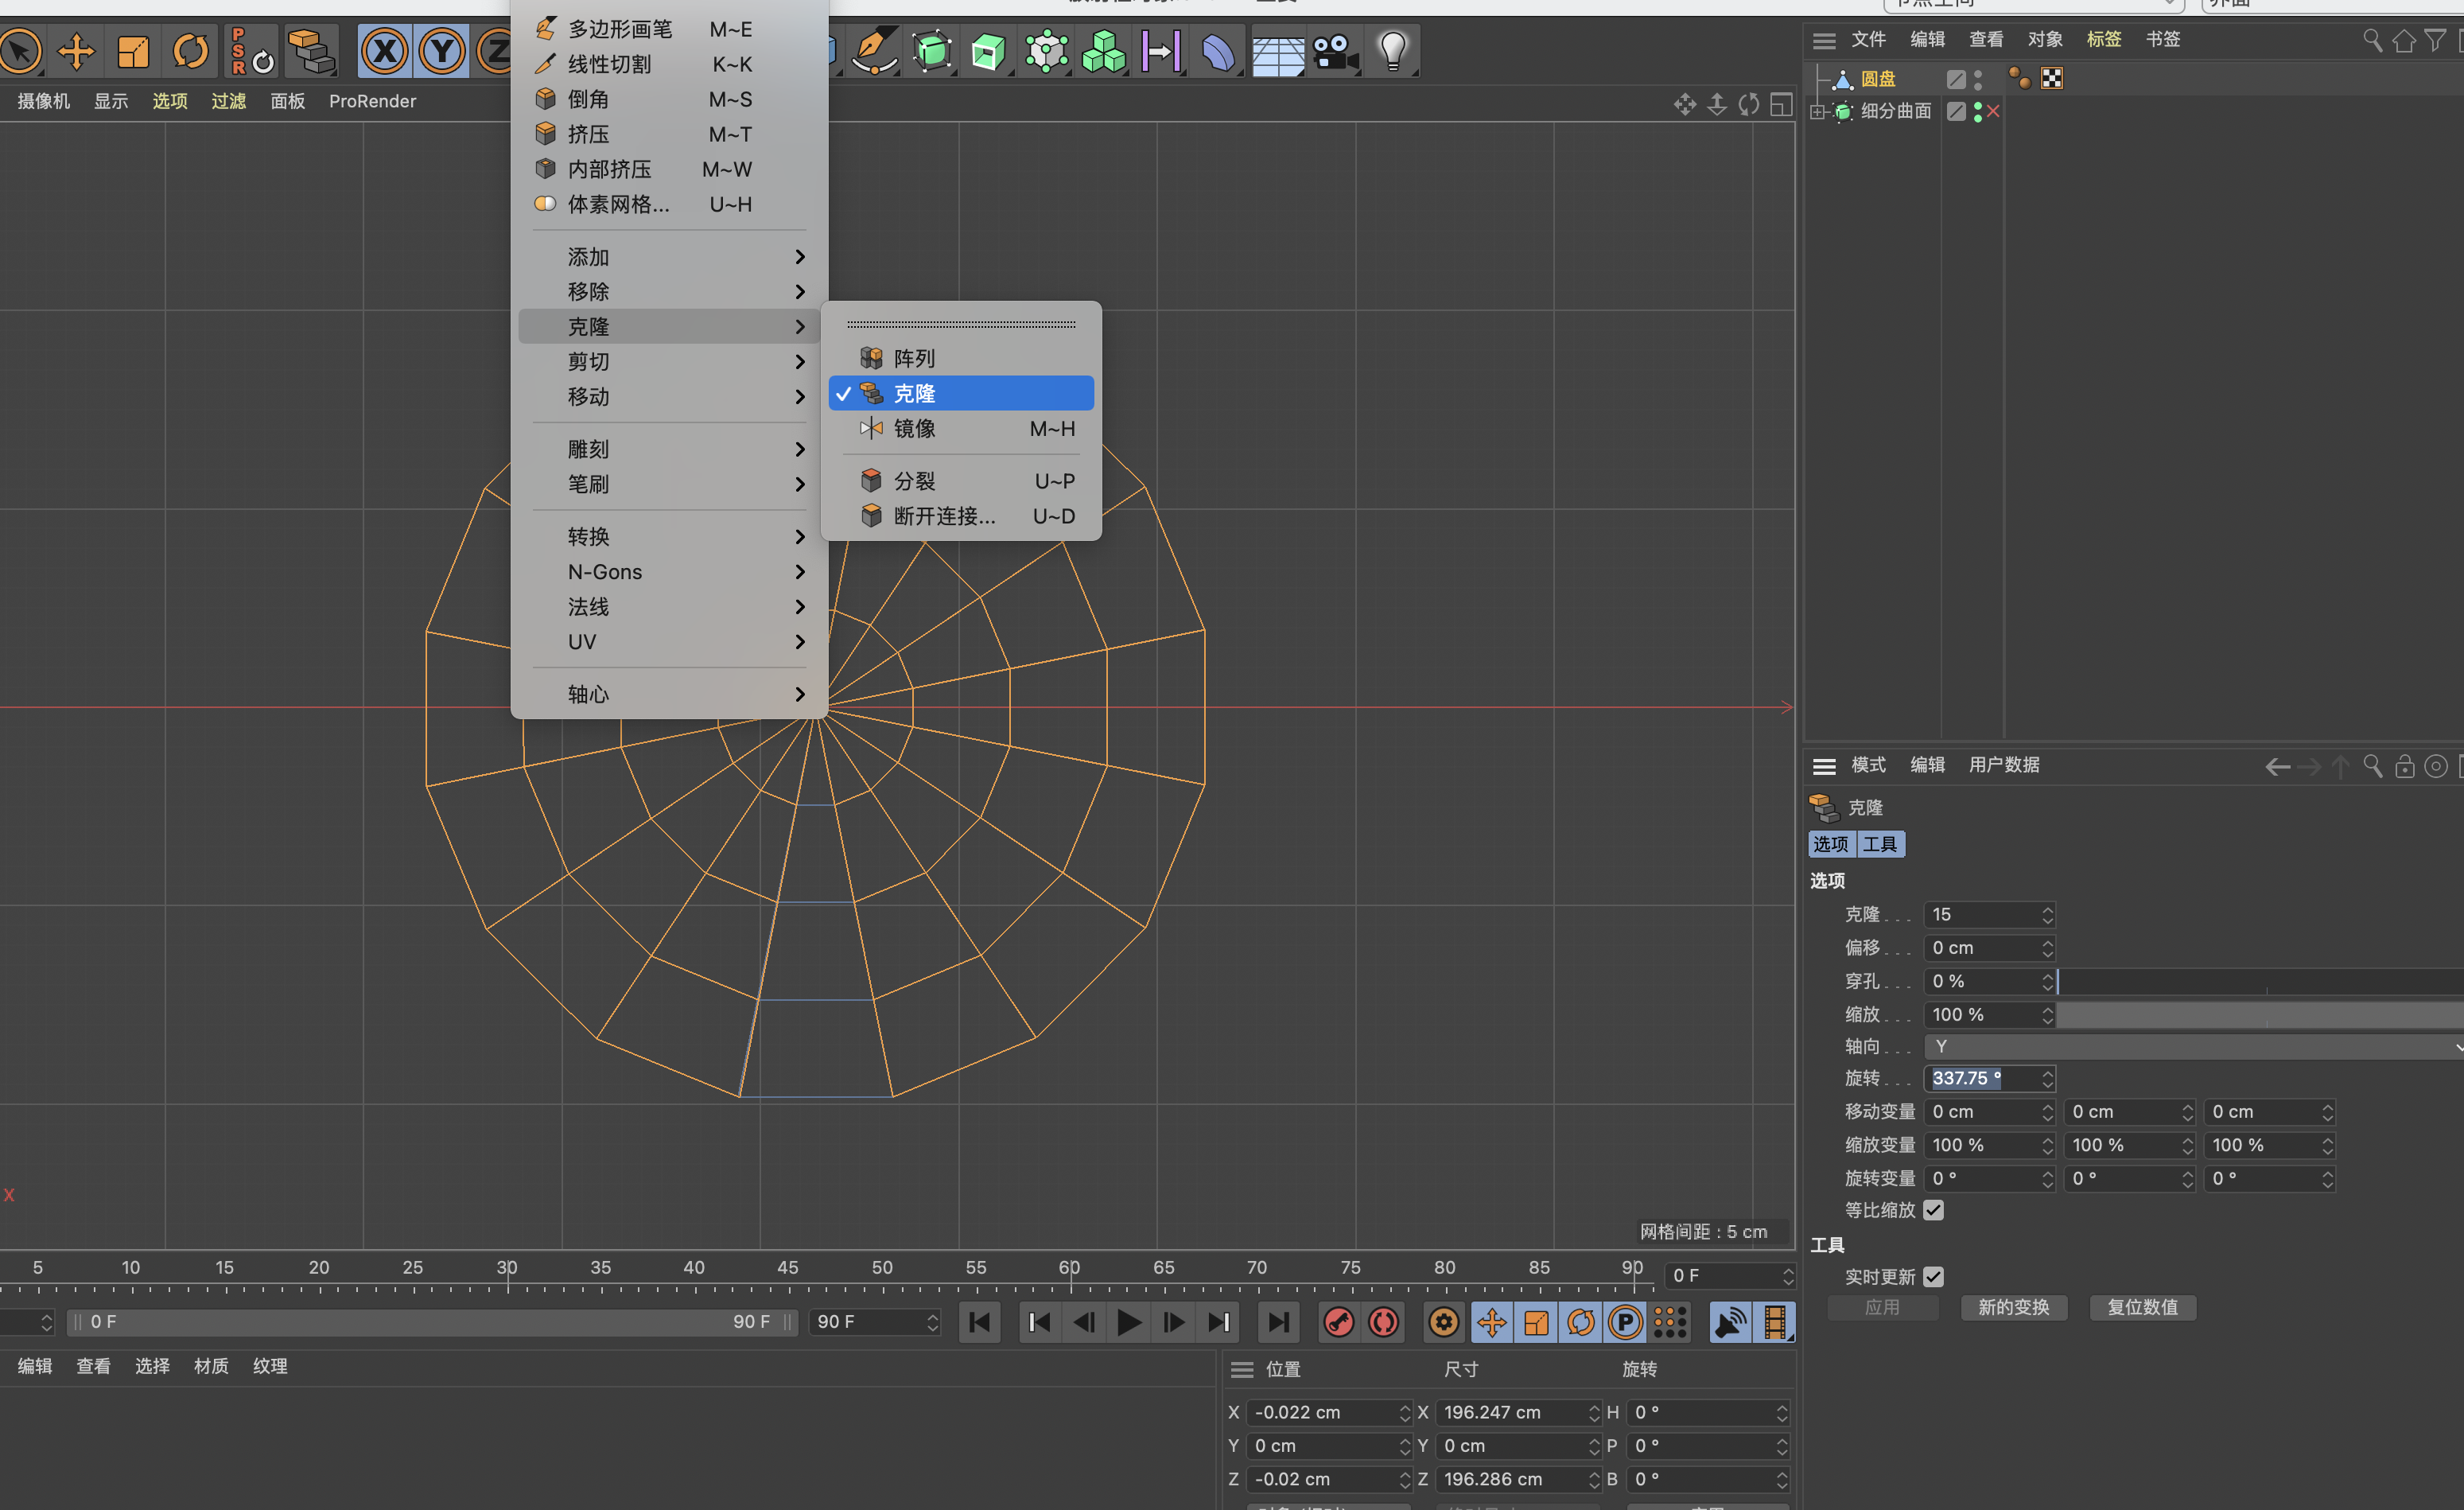 界面
多边形画笔 M~E
线性切割 K~K
倒角 M~S
挤压 M~T
内部挤压 M~W
体素网格... U~H
添加
移除
克隆
剪切
移动
雕刻
笔刷
转换
N-Gons
法线
UV
轴心
阵列
克隆
镜像 M~H
分裂 U~P
断开连接... U~D
PSR
X Y Z
摄像机 显示 选项 过滤 面板 ProRender
X
网格间距 : 5 cm
文件 编辑 查看 对象 标签 书签
圆盘
细分曲面
模式 编辑 用户数据
克隆
选项 工具
选项
克隆 . . . 15
偏移 . . . 0 cm
穿孔 . . . 0 %
缩放 . . . 100 %
轴向 . . . Y
旋转 . . . 337.75 °
移动变量 0 cm 0 cm 0 cm
缩放变量 100 % 100 % 100 %
旋转变量 0 ° 0 ° 0 °
等比缩放
工具
实时更新
应用 新的变换 复位数值
5 10 15 20 25 30 35 40 45 50 55 60 65 70 75 80 85 90 0 F
0 F 90 F 90 F
P
编辑 查看 选择 材质 纹理
位置 尺寸 旋转
X -0.022 cm X 196.247 cm H 0 °
Y 0 cm Y 0 cm P 0 °
Z -0.02 cm Z 196.286 cm B 0 °